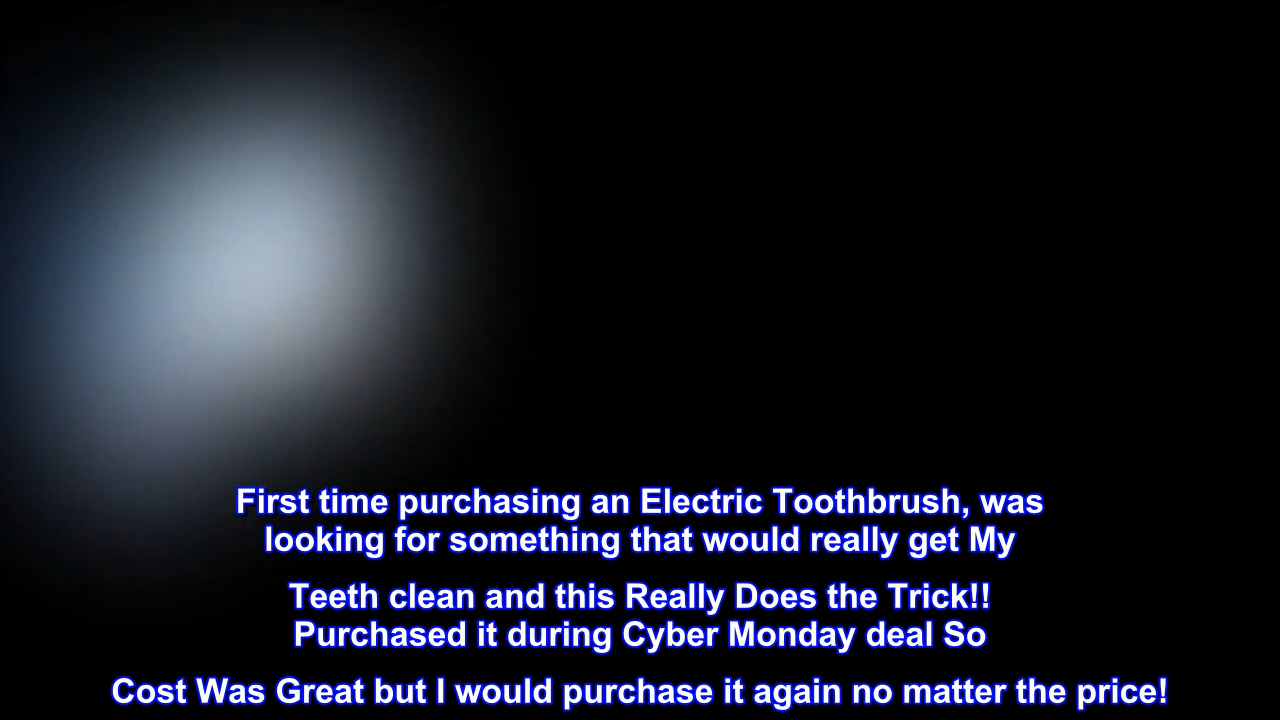 First time purchasing an Electric Toothbrush, was
looking for something that would really get My
Teeth clean and this Really Does the Trick!!
Purchased it during Cyber Monday deal So
Cost Was Great but I would purchase it again no matter the price!